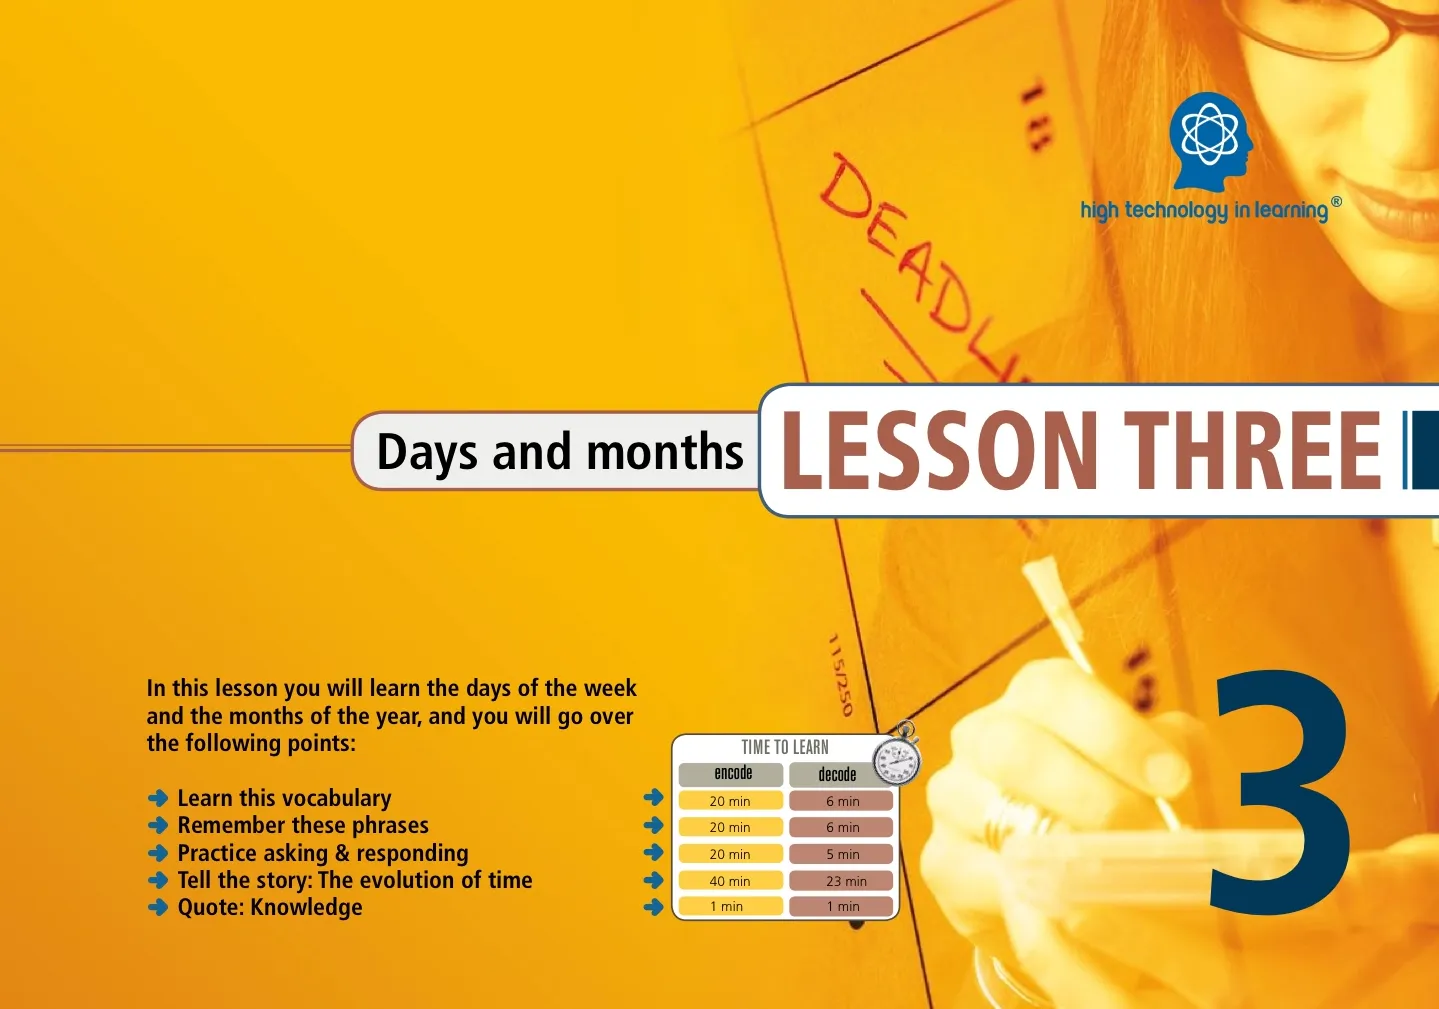 18
DEADLI
high technology in learning®
Days and months
LESSON THREE
115/250
19
3
In this lesson you will learn the days of the week
and the months of the year, and you will go over
the following points:
TIME TO LEARN
encode decode
Learn this vocabulary 20 min 6 min
Remember these phrases 20 min 6 min
Practice asking & responding 20 min 5 min
Tell the story: The evolution of time 40 min 23 min
Quote: Knowledge 1 min 1 min